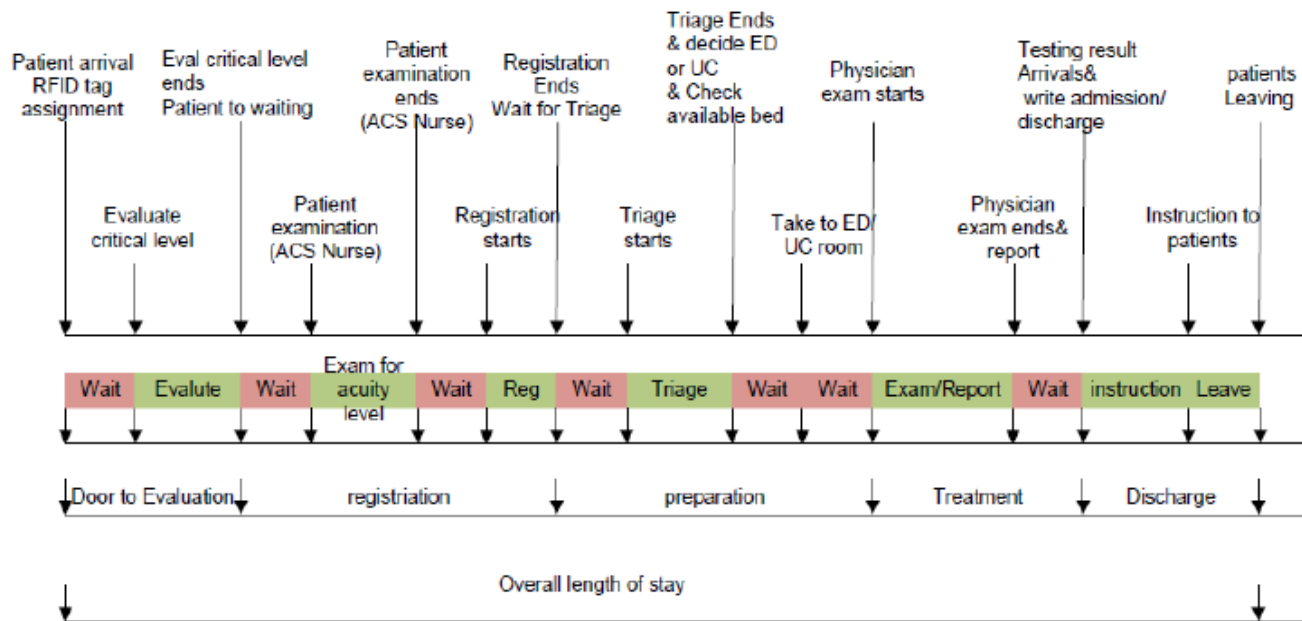 Patient arrival
RFID tag
assignment
Eval critical level
ends
Patient to waiting
Patient
examination
ends
(ACS Nurse)
Registration
Ends
Wait for Triage
Triage Ends
& decide ED
or UC
& Check
available bed
Physician
exam starts
Testing result
Arrivals&
write admission/
discharge
patients
Leaving
Evaluate
critical level
Patient
examination
(ACS Nurse)
Registration
starts
Triage
starts
Take to ED/
UC room
Physician
exam ends&
report
Instruction to
patients
Wait
Evalute
Wait
Exam for
acuity
level
Wait
Reg
Wait
Triage
Wait
Wait
Exam/Report
Wait
instruction
Leave
Door to Evaluation
registriation
preparation
Treatment
Discharge
Overall length of stay